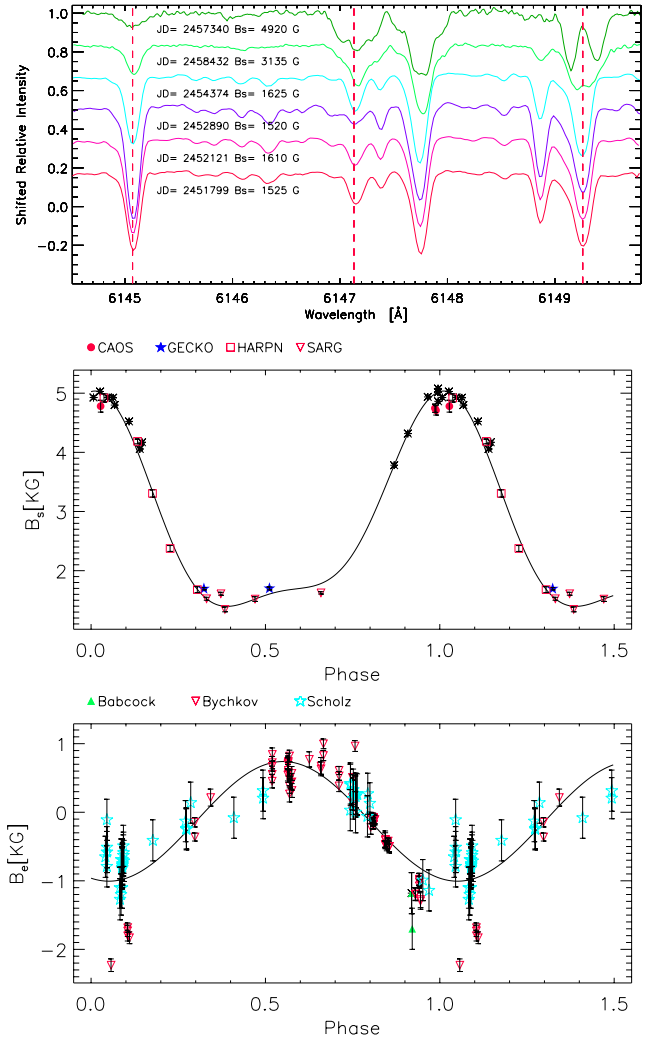 1.0
0.8
0.6
0.4
0.2
0.0
−0.2
Shifted Relative Intensity
JD= 2457340 Bs= 4920 G
JD= 2458432 Bs= 3135 G
JD= 2454374 Bs= 1625 G
JD= 2452890 Bs= 1520 G
JD= 2452121 Bs= 1610 G
JD= 2451799 Bs= 1525 G
6145 6146 6147 6148 6149
Wavelength [Å]
CAOS GECKO HARPN SARG
5
4
3
2
Bs[KG]
0.0 0.5 1.0 1.5
Phase
Babcock Bychkov Scholz
1
0
−1
−2
Be[KG]
0.0 0.5 1.0 1.5
Phase